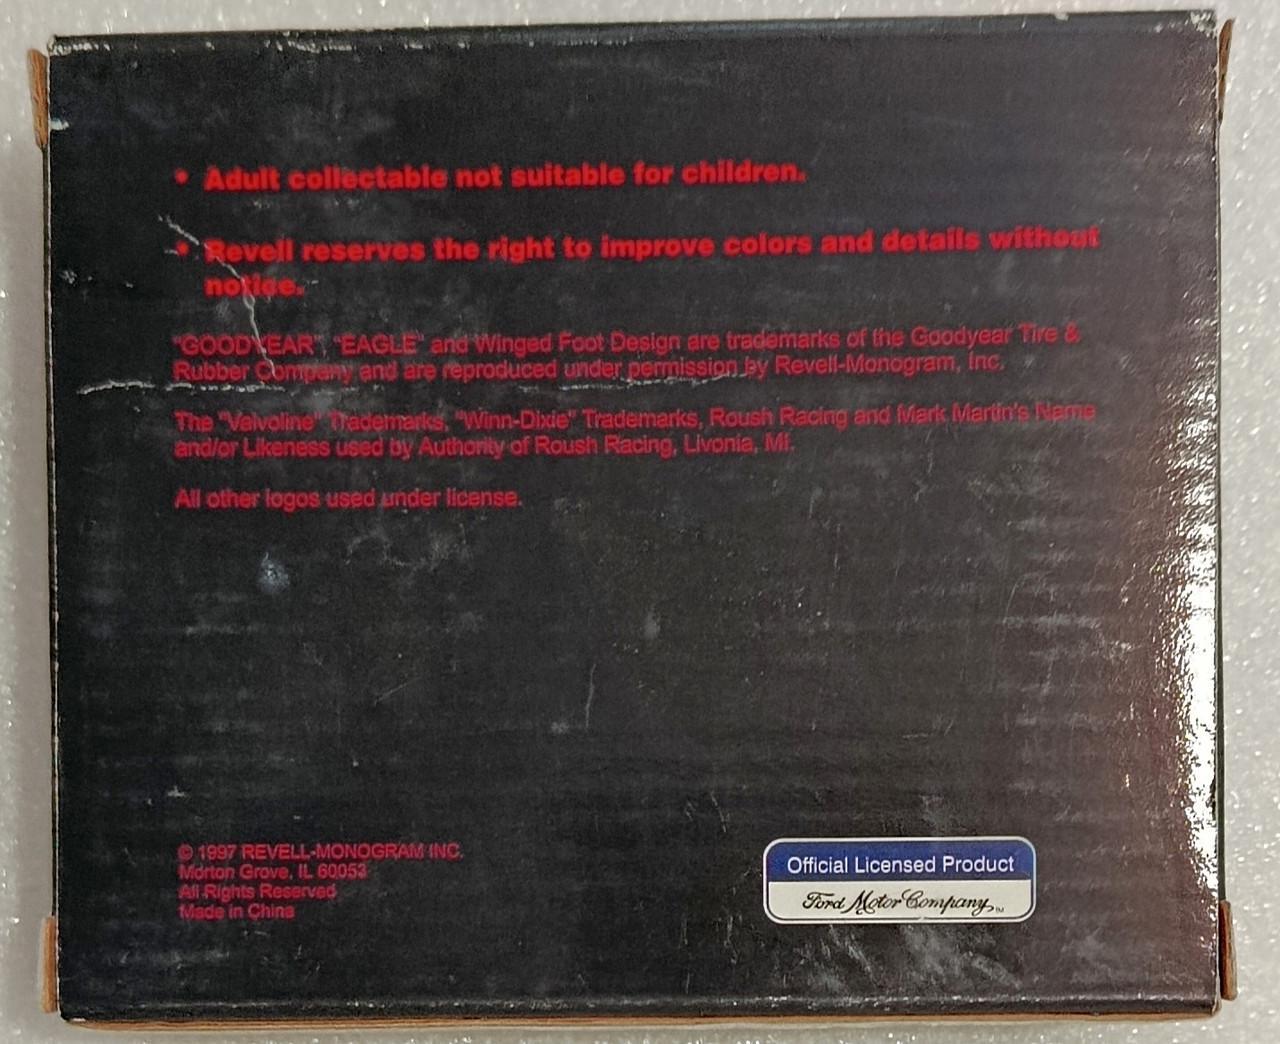 • Adult collectable not suitable for children.
• Revell reserves the right to improve colors and details without
notice.
"GOODYEAR", "EAGLE" and Winged Foot Design are trademarks of the Goodyear Tire &
Rubber Company and are reproduced under permission by Revell-Monogram, Inc.
The "Valvoline" Trademarks, "Winn-Dixie" Trademarks, Roush Racing and Mark Martin's Name
and/or Likeness used by Authority of Roush Racing, Livonia, MI.
All other logos used under license.
© 1997 REVELL-MONOGRAM INC.
Morton Grove, IL 60053
All Rights Reserved
Made in China
Official Licensed Product
Ford Motor Company™